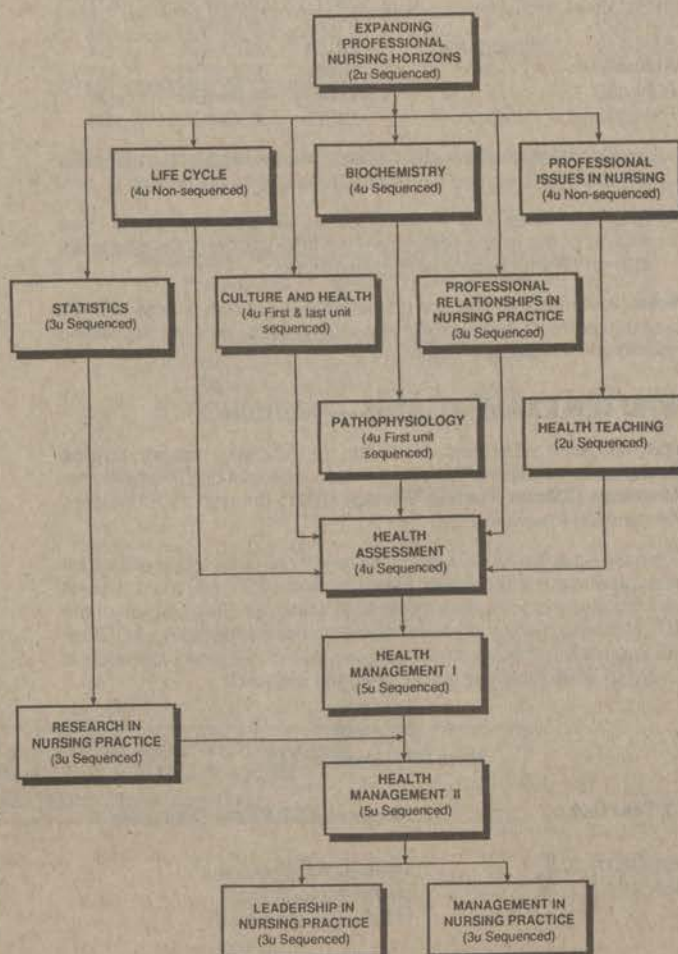 EXPANDING
PROFESSIONAL
NURSING HORIZONS
(2u Sequenced)
LIFE CYCLE
(4u Non-sequenced)
BIOCHEMISTRY
(4u Sequenced)
PROFESSIONAL
ISSUES IN NURSING
(4u Non-sequenced)
STATISTICS
(3u Sequenced)
CULTURE AND HEALTH
(4u First & last unit
sequenced)
PROFESSIONAL
RELATIONSHIPS IN
NURSING PRACTICE
(3u Sequenced)
PATHOPHYSIOLOGY
(4u First unit
sequenced)
HEALTH TEACHING
(2u Sequenced)
HEALTH
ASSESSMENT
(4u Sequenced)
HEALTH
MANAGEMENT I
(5u Sequenced)
RESEARCH IN
NURSING PRACTICE
(3u Sequenced)
HEALTH
MANAGEMENT II
(5u Sequenced)
LEADERSHIP IN
NURSING PRACTICE
(3u Sequenced)
MANAGEMENT IN
NURSING PRACTICE
(3u Sequenced)